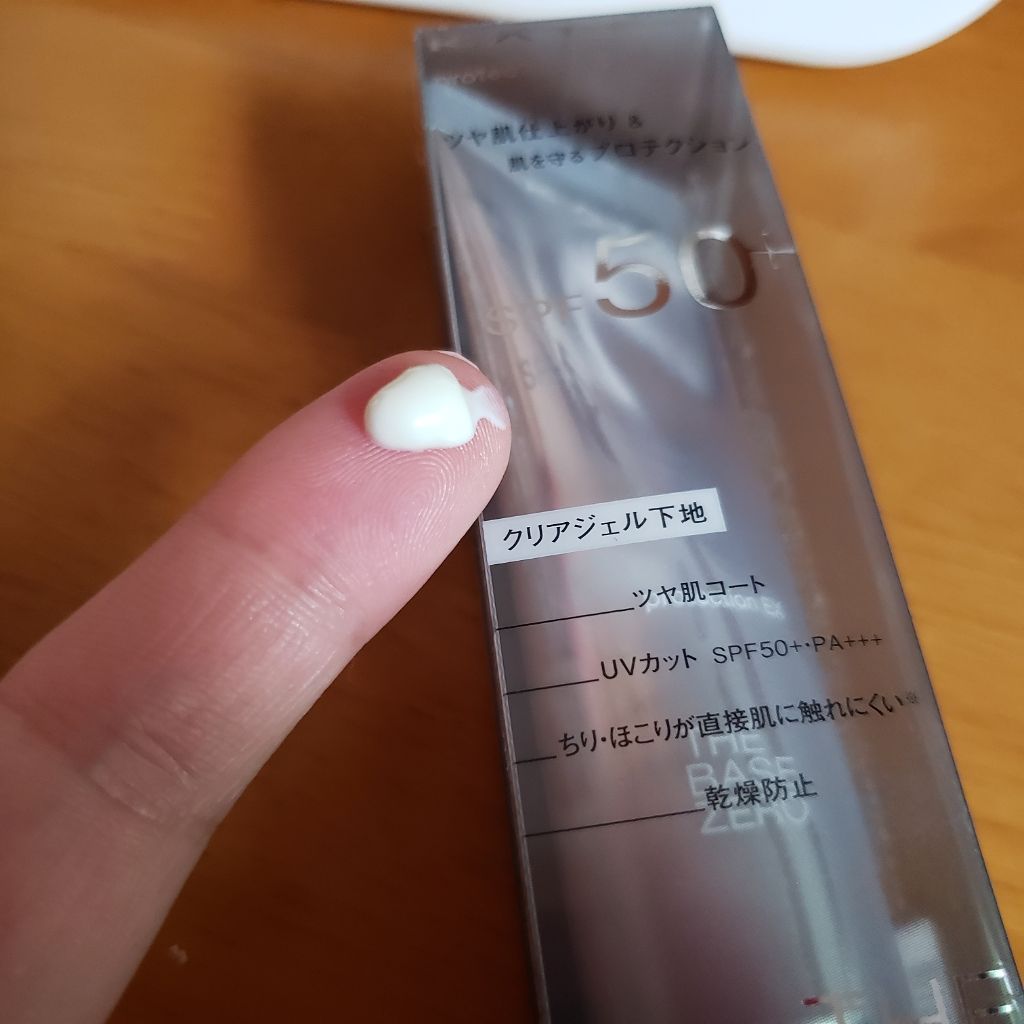 ツヤ肌仕上がり &
肌を守るプロテクション
SPF50+
クリアジェル下地
ツヤ肌コート
UVカット SPF50+・PA+++
ちり・ほこりが直接肌に触れにくい※
乾燥防止
THE
BASE
ZERO